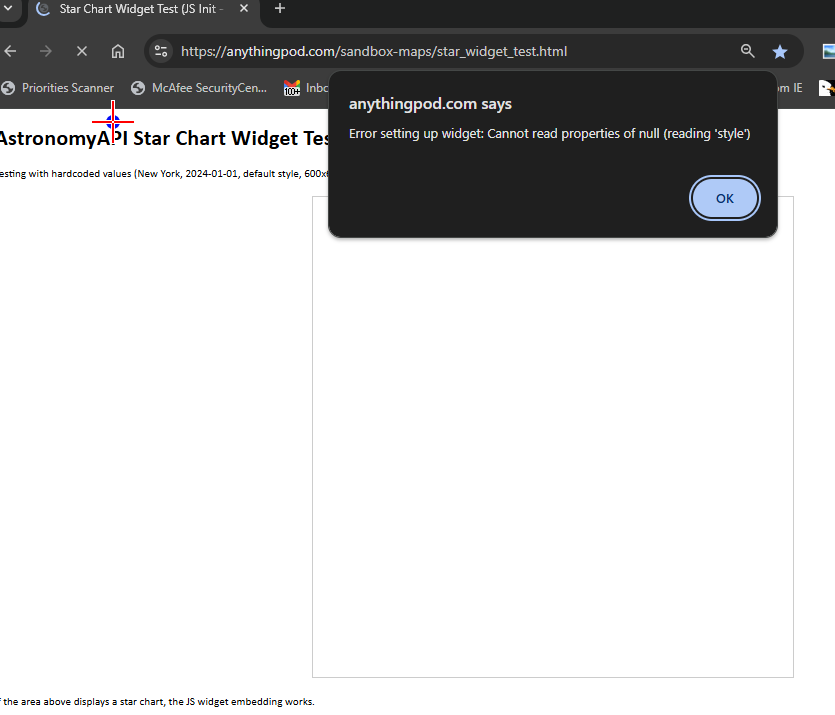 Star Chart Widget Test (JS Init -
https://anythingpod.com/sandbox-maps/star_widget_test.html
Priorities Scanner
McAfee SecurityCen...
100+
Inbc
om IE
anythingpod.com says
Error setting up widget: Cannot read properties of null (reading 'style')
OK
AstronomyAPI Star Chart Widget Tes
esting with hardcoded values (New York, 2024-01-01, default style, 600x6
f the area above displays a star chart, the JS widget embedding works.